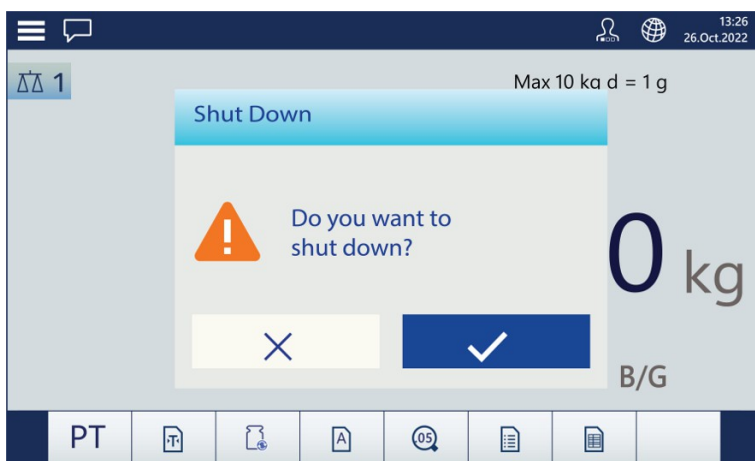 13:26
26.Oct.2022
1
Max 10 kg d = 1 g
Shut Down
Do you want to
shut down?
0 kg
B/G
PT
T
A
.05